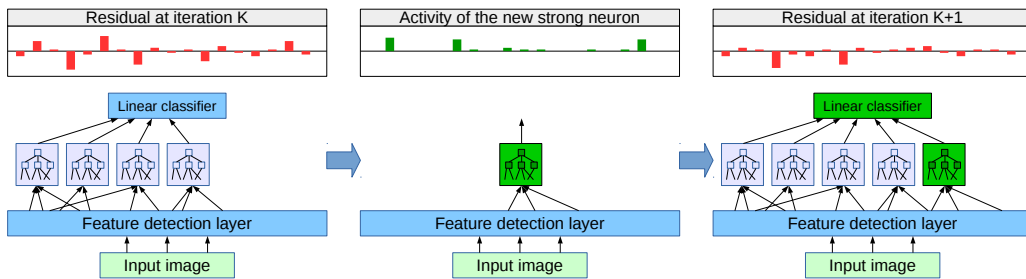 Residual at iteration K
Activity of the new strong neuron
Residual at iteration K+1
Linear classifier
Linear classifier
Feature detection layer
Feature detection layer
Feature detection layer
Input image
Input image
Input image